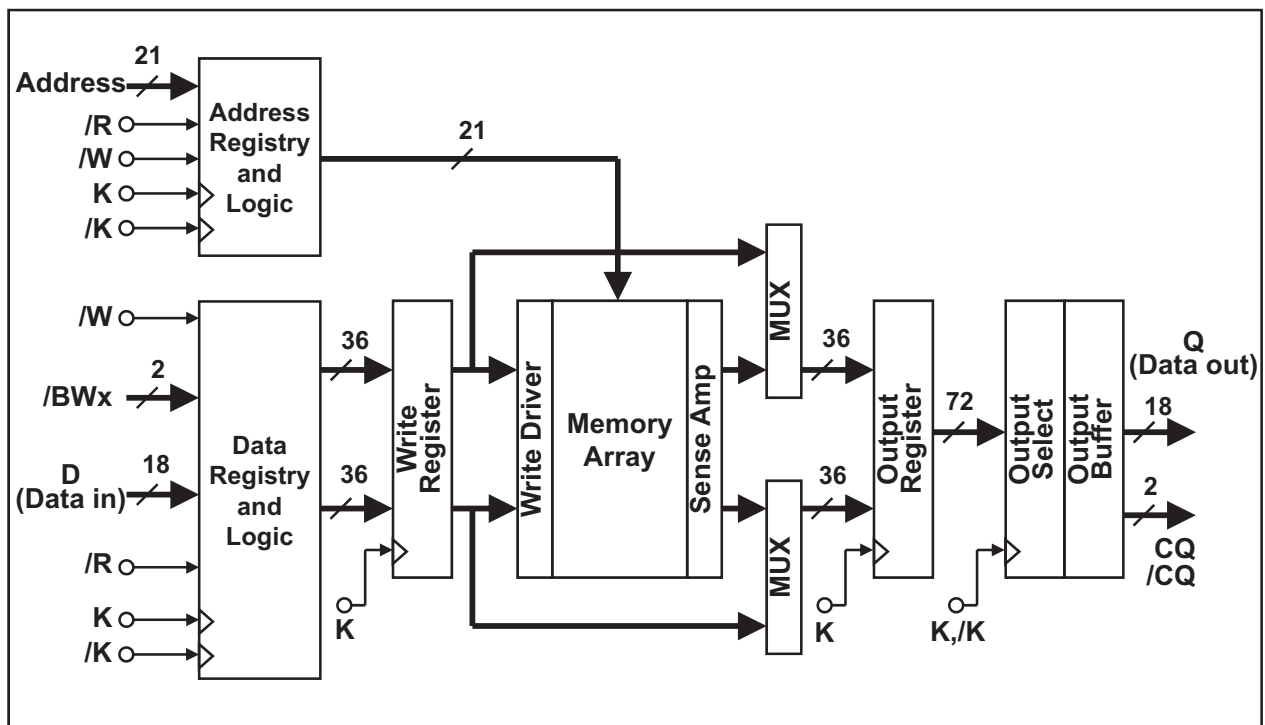 21
Address
/R
/W
K
/K
Address
Registry
and
Logic
21
/W
2
/BWx
18
D
(Data in)
/R
K
/K
Data
Registry
and
Logic
36
36
Write
Register
K
Write Driver
Memory
Array
Sense Amp
MUX
MUX
36
36
K
Output
Register
72
K,/K
Output
Select
Output
Buffer
Q
(Data out)
18
2
CQ
/CQ